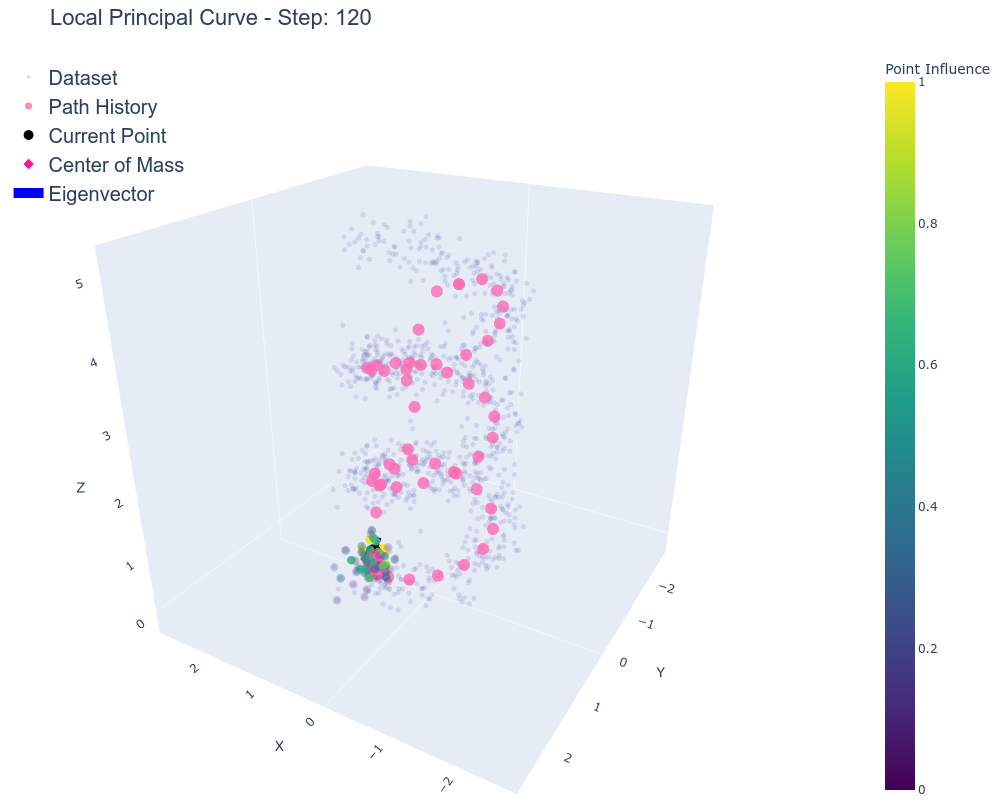 Local Principal Curve - Step: 120
Dataset
Path History
Current Point
Center of Mass
Eigenvector
Point Influence
1
0.8
0.6
0.4
0.2
0
5
4
3
Z
2
1
0
2
1
X
0
−1
−2
−2
−1
0
Y
1
2